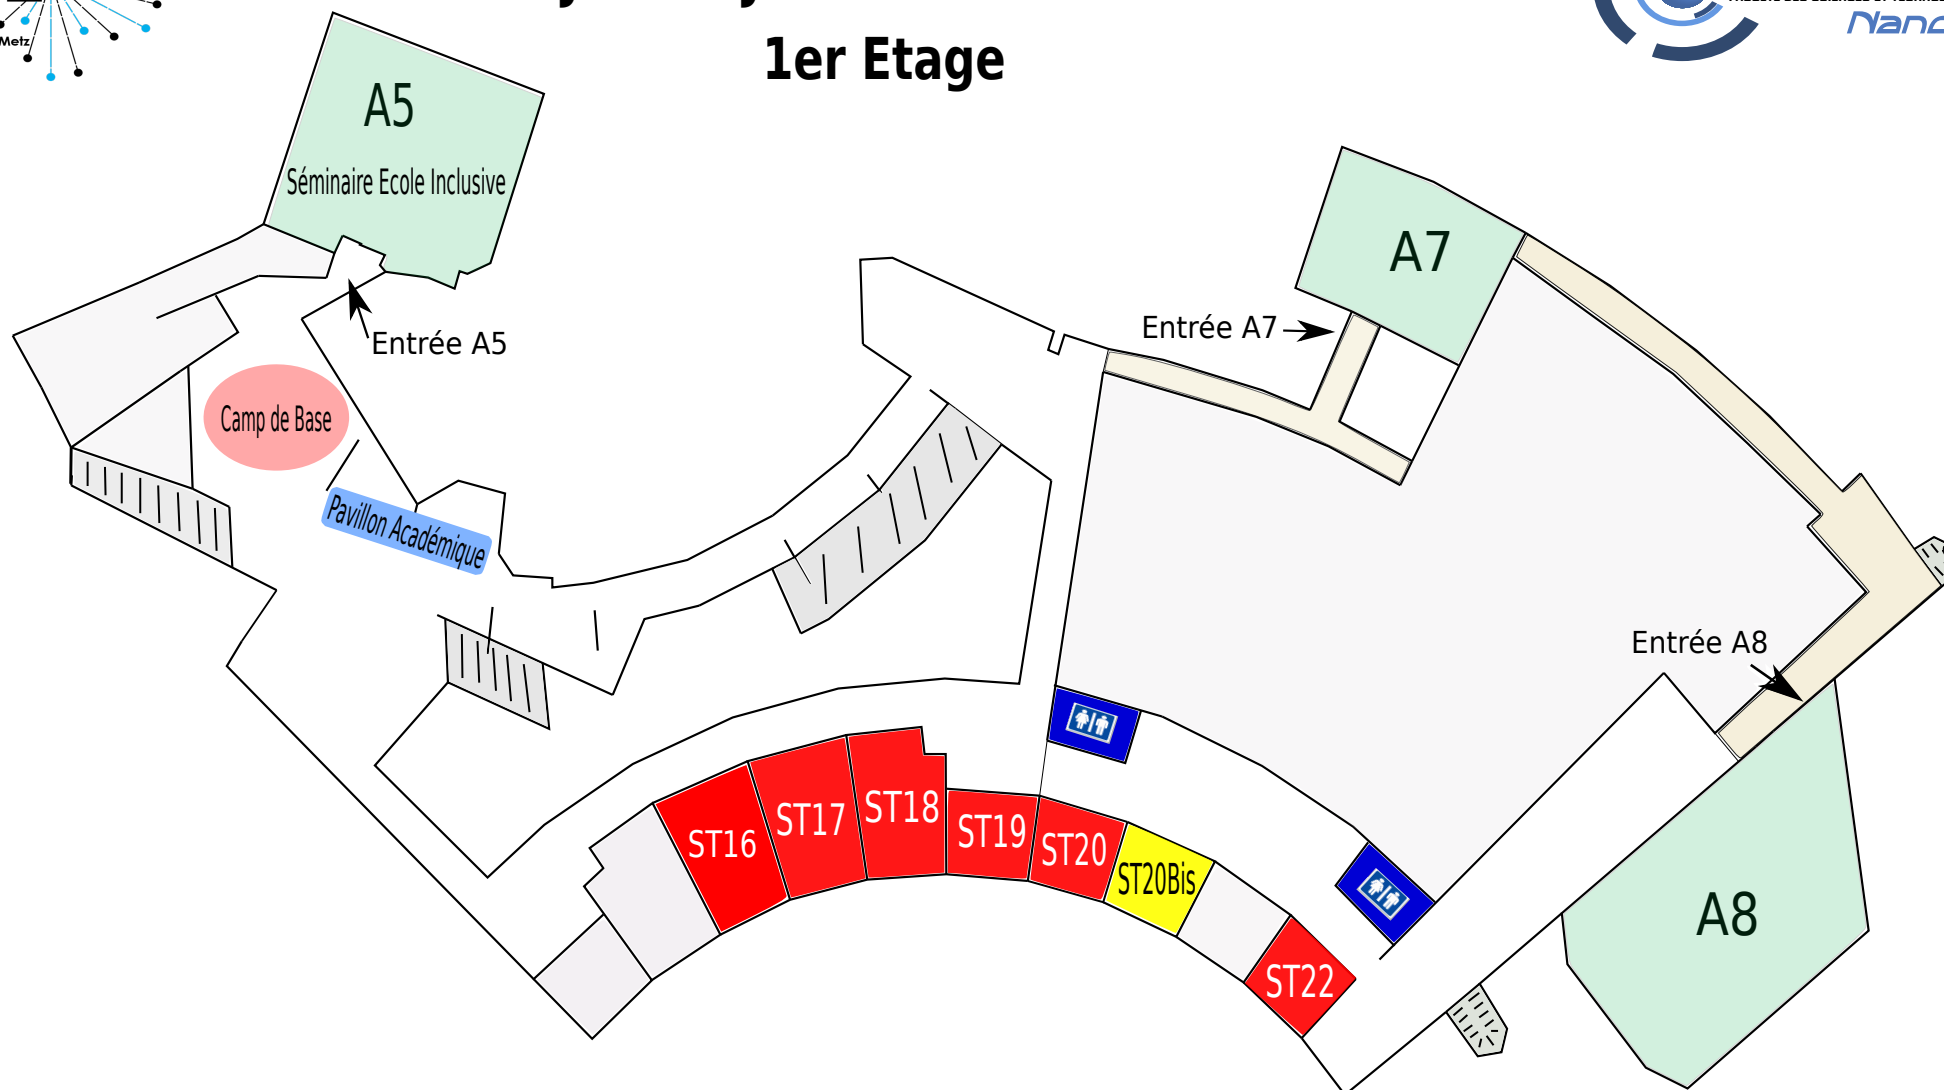 Metz
Nanc
1er Etage
A5
Séminaire Ecole Inclusive
Entrée A5
A7
Entrée A7
Camp de Base
Pavillon Académique
Entrée A8
A8
ST16
ST17
ST18
ST19
ST20
ST20Bis
ST22